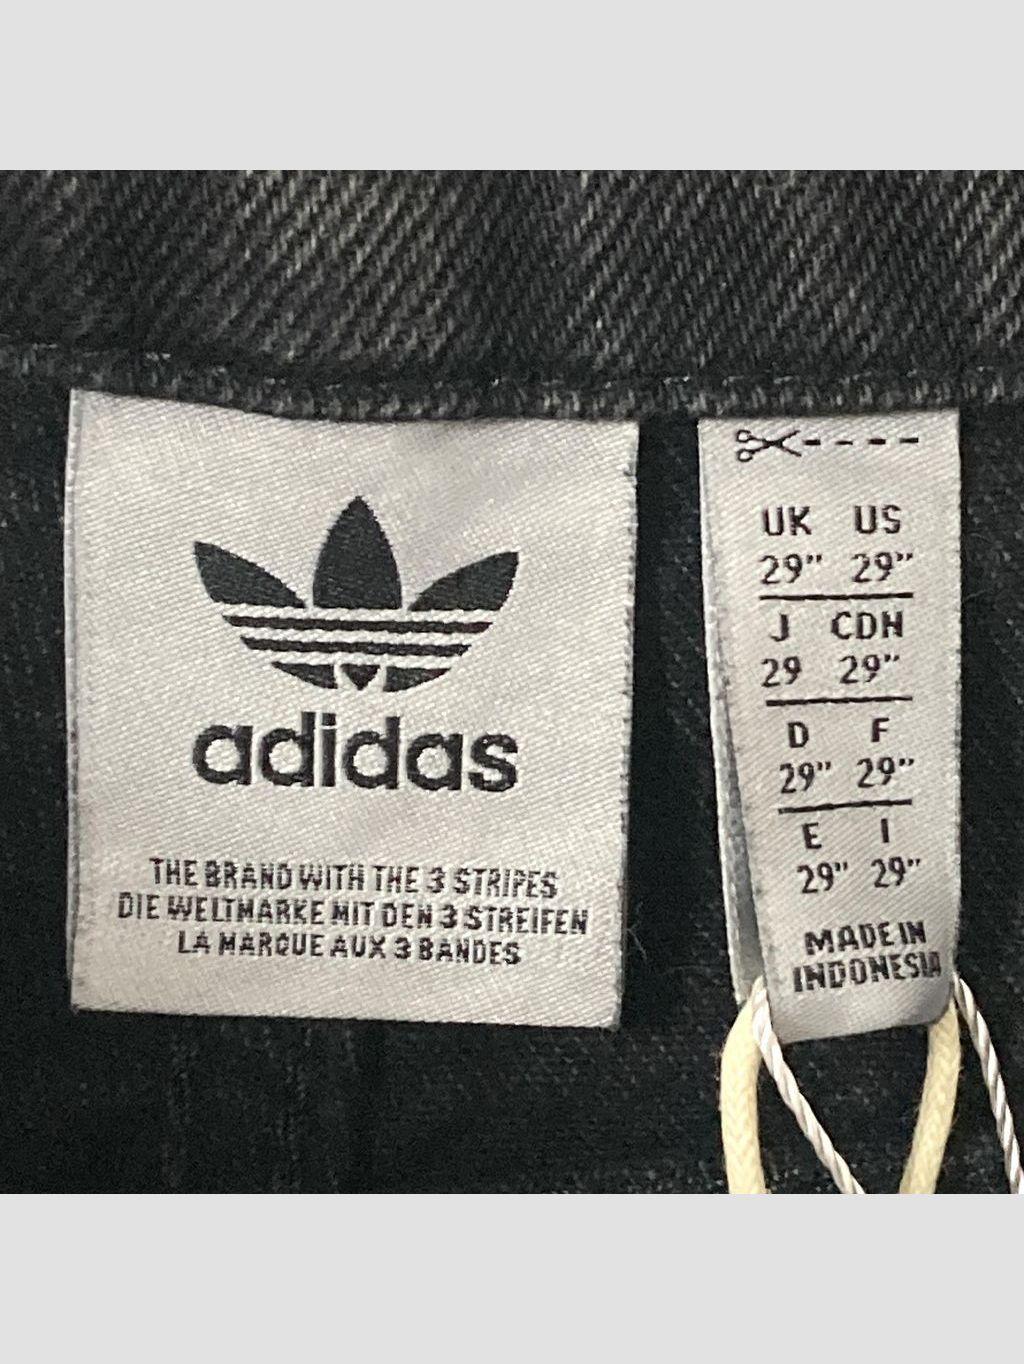 adidas
THE BRAND WITH THE 3 STRIPES
DIE WELTMARKE MIT DEN 3 STREIFEN
LA MARQUE AUX 3 BANDES
UK US
29" 29"
J CDN
29 29"
D F
29" 29"
E I
29" 29"
MADE IN
INDONESIA